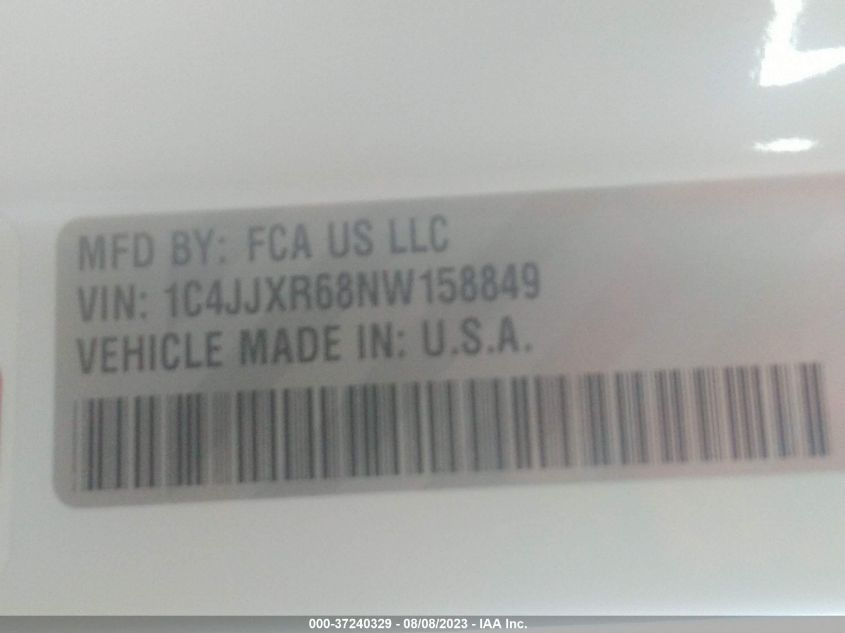 MFD BY: FCA US LLC
VIN: 1C4JJXR68NW158849
VEHICLE MADE IN: U.S.A.
000-37240329 - 08/08/2023 - IAA Inc.